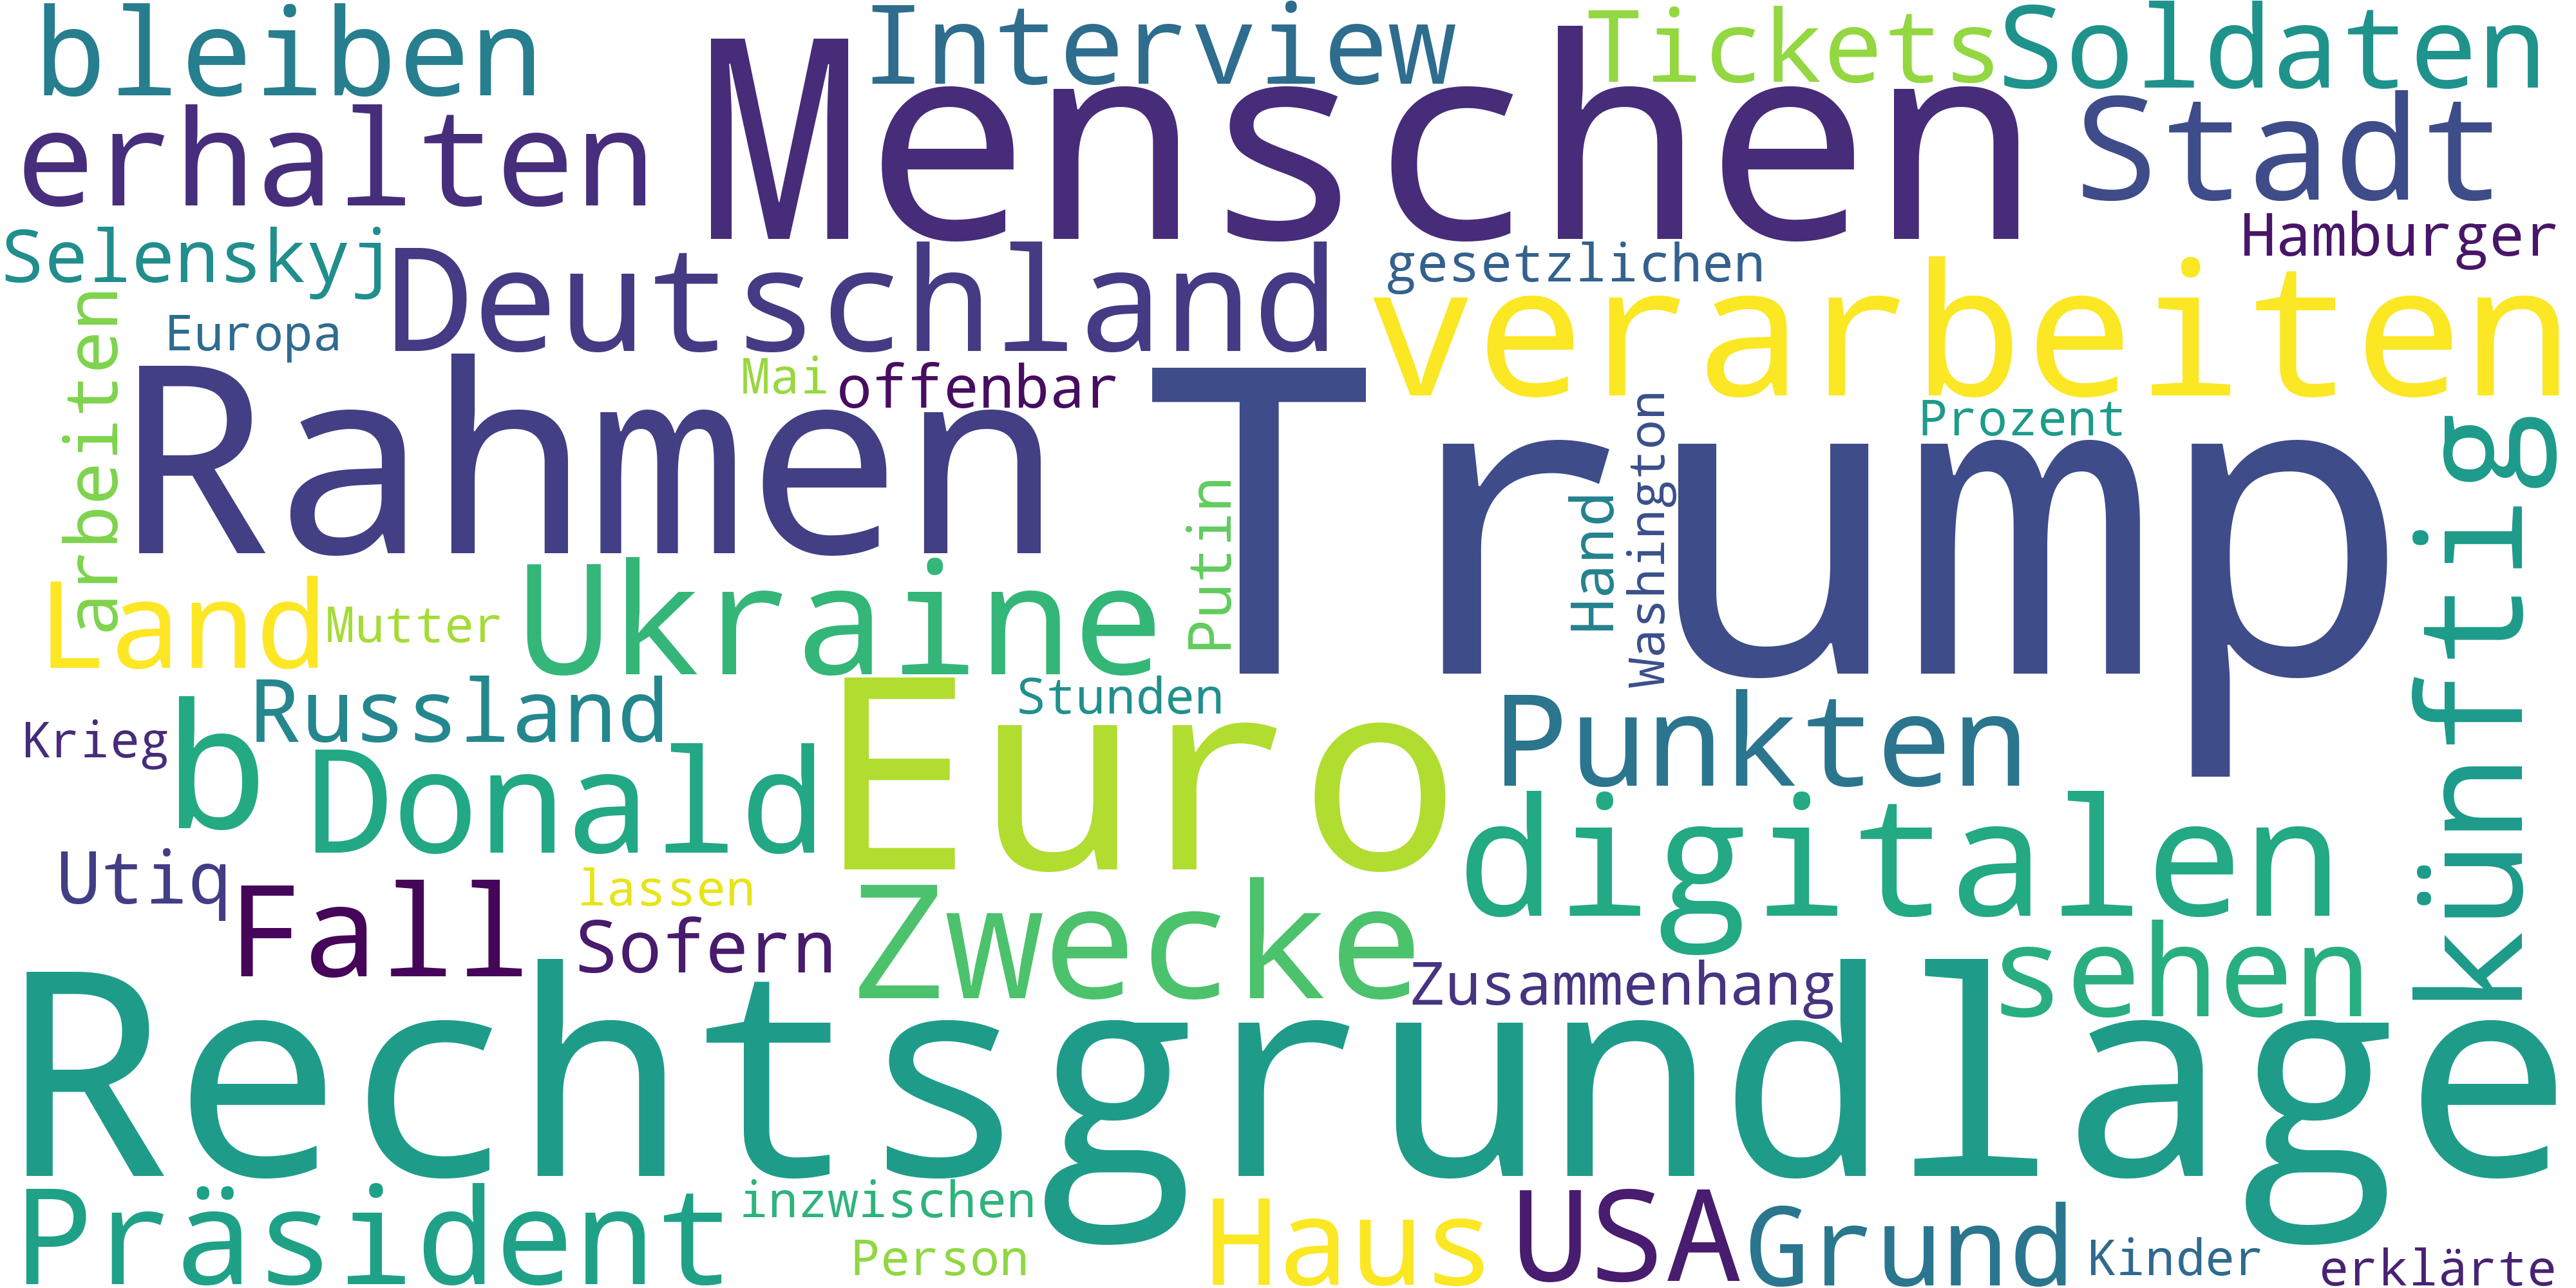 bleiben
Interview
Tickets
Soldaten
erhalten
Menschen
Stadt
Selenskyj
Deutschland
gesetzlichen
Hamburger
verarbeiten
arbeiten
Europa
Mai
offenbar
Rahmen
Trump
Prozent
Washington
Hand
Putin
künftig
Land
Mutter
Ukraine
Russland
Stunden
Krieg
b
Donald
Euro
Punkten
digitalen
Utiq
Fall
lassen
Sofern
Zwecke
Zusammenhang
sehen
Rechtsgrundlage
Präsident
inzwischen
Person
Haus
USA
Grund
Kinder
erklärte